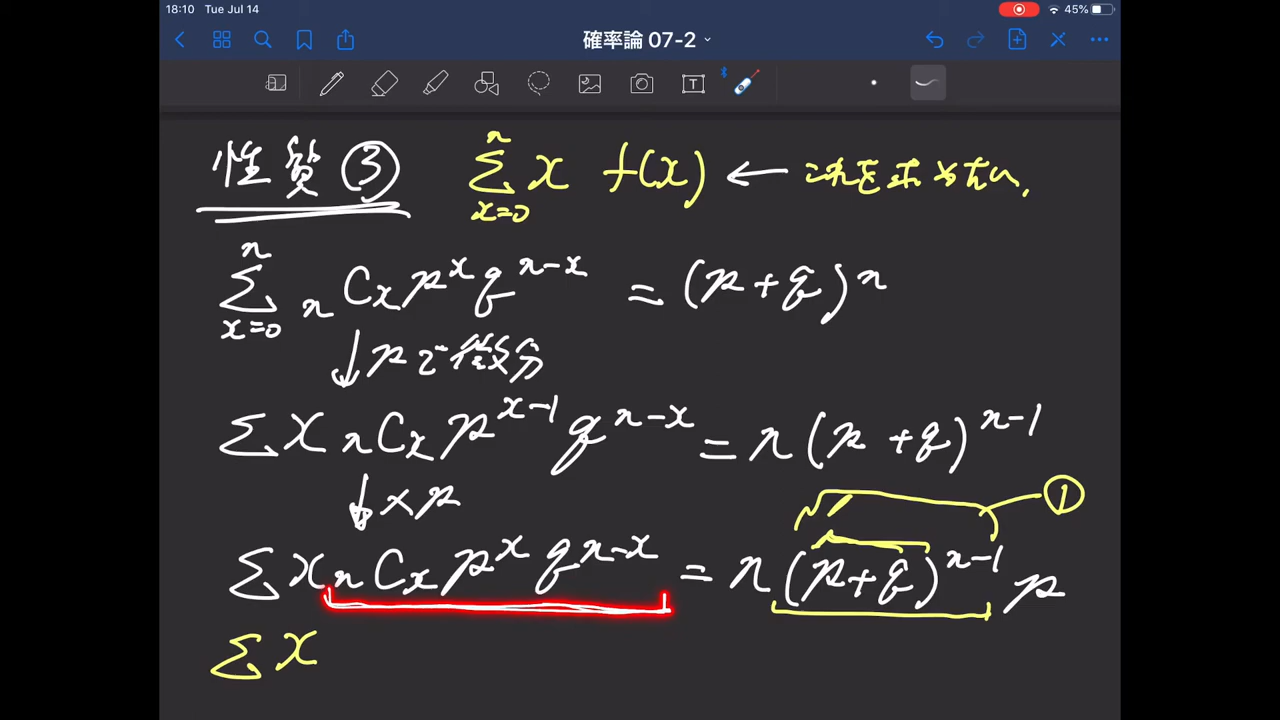 18:10 Tue Jul 14 45%
確率論 07-2
T
性質 ③ Σ_{x=0}^{n} x f(x) ← これを求めたい.
Σ_{x=0}^{n} nCx p^x q^{n-x} = (p+q)^n
↓ pで微分
Σ x nCx p^{x-1} q^{n-x} = n(p+q)^{n-1}
↓ ×p ①
Σ x nCx p^x q^{n-x} = n(p+q)^{n-1} p
Σ x